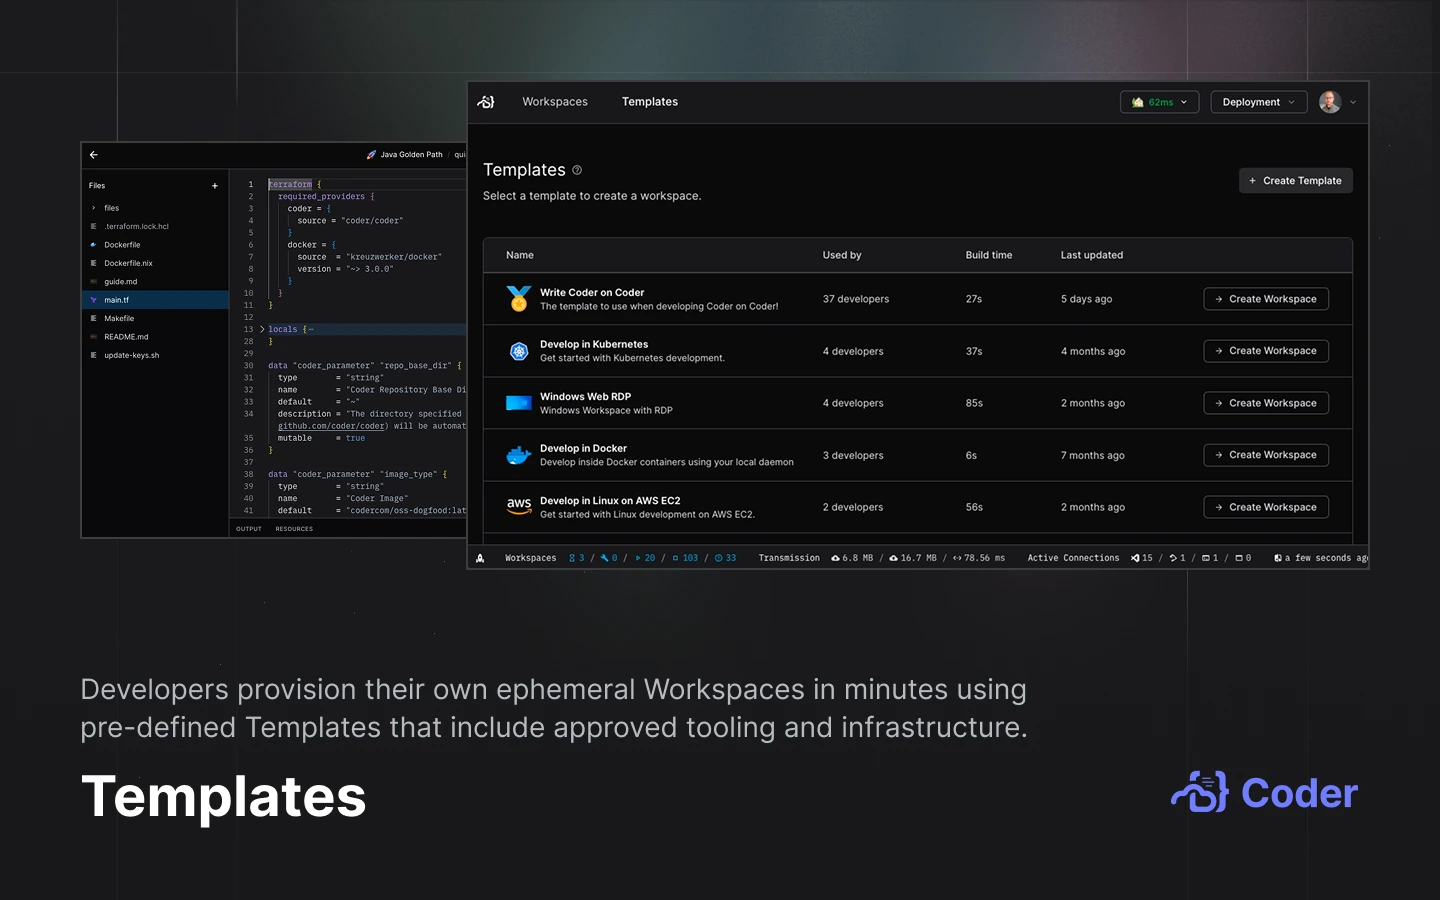 Java Golden Path / qui
Files +
files
.terraform.lock.hcl
Dockerfile
Dockerfile.nix
guide.md
main.tf
Makefile
README.md
update-keys.sh
1 terraform {
2 required_providers {
3 coder = {
4 source = "coder/coder"
5 }
6 docker = {
7 source = "kreuzwerker/docker"
8 version = "~> 3.0.0"
9 }
10 }
11 }
12
13 locals {
28 }
29
30 data "coder_parameter" "repo_base_dir" {
31 type = "string"
32 name = "Coder Repository Base Di
33 default = "~"
34 description = "The directory specified
github.com/coder/coder) will be automat
35 mutable = true
36 }
37
38 data "coder_parameter" "image_type" {
39 type = "string"
40 name = "Coder Image"
41 default = "codercom/oss-dogfood:lat
OUTPUT RESOURCES
Workspaces Templates 62ms Deployment
Templates
Select a template to create a workspace.
+ Create Template
Name Used by Build time Last updated
Write Coder on Coder
The template to use when developing Coder on Coder!
37 developers 27s 5 days ago → Create Workspace
Develop in Kubernetes
Get started with Kubernetes development.
4 developers 37s 4 months ago → Create Workspace
Windows Web RDP
Windows Workspace with RDP
4 developers 85s 2 months ago → Create Workspace
Develop in Docker
Develop inside Docker containers using your local daemon
3 developers 6s 7 months ago → Create Workspace
aws
Develop in Linux on AWS EC2
Get started with Linux development on AWS EC2.
2 developers 56s 2 months ago → Create Workspace
Workspaces 3 / 0 / 20 / 103 / 33 Transmission 6.8 MB / 16.7 MB / 78.56 ms Active Connections 15 / 1 / 1 / 0 a few seconds ago
Developers provision their own ephemeral Workspaces in minutes using
pre-defined Templates that include approved tooling and infrastructure.
Templates
Coder